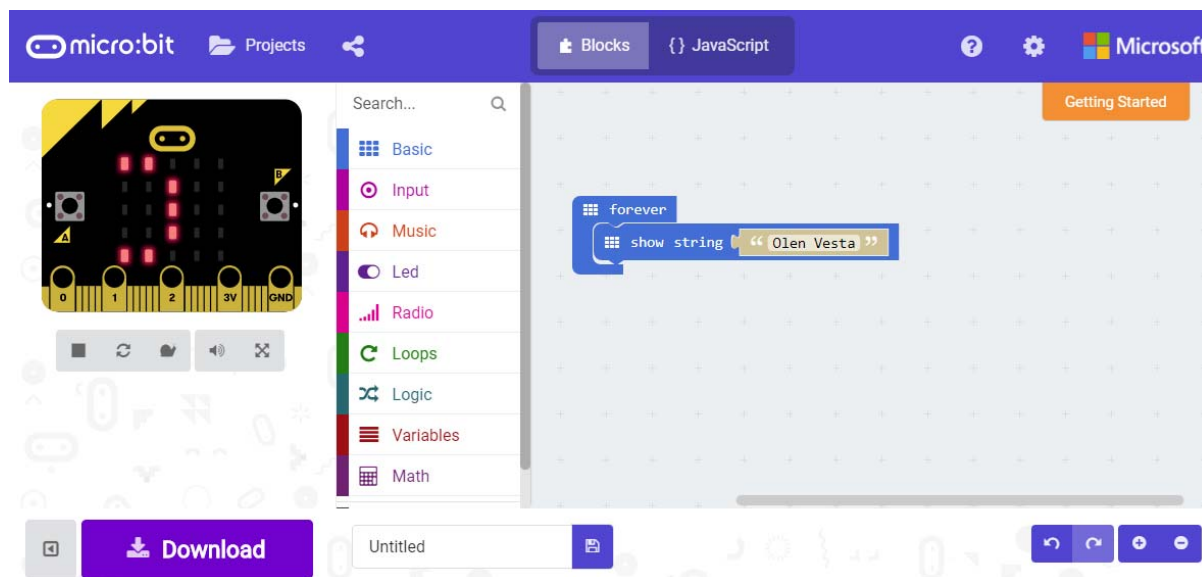 micro:bit Projects Blocks {} JavaScript Microsoft
Search... Getting Started
Basic
Input
Music
Led
Radio
Loops
Logic
Variables
Math
forever
show string “ Olen Vesta ”
A
B
0 1 2 3V GND
Download Untitled